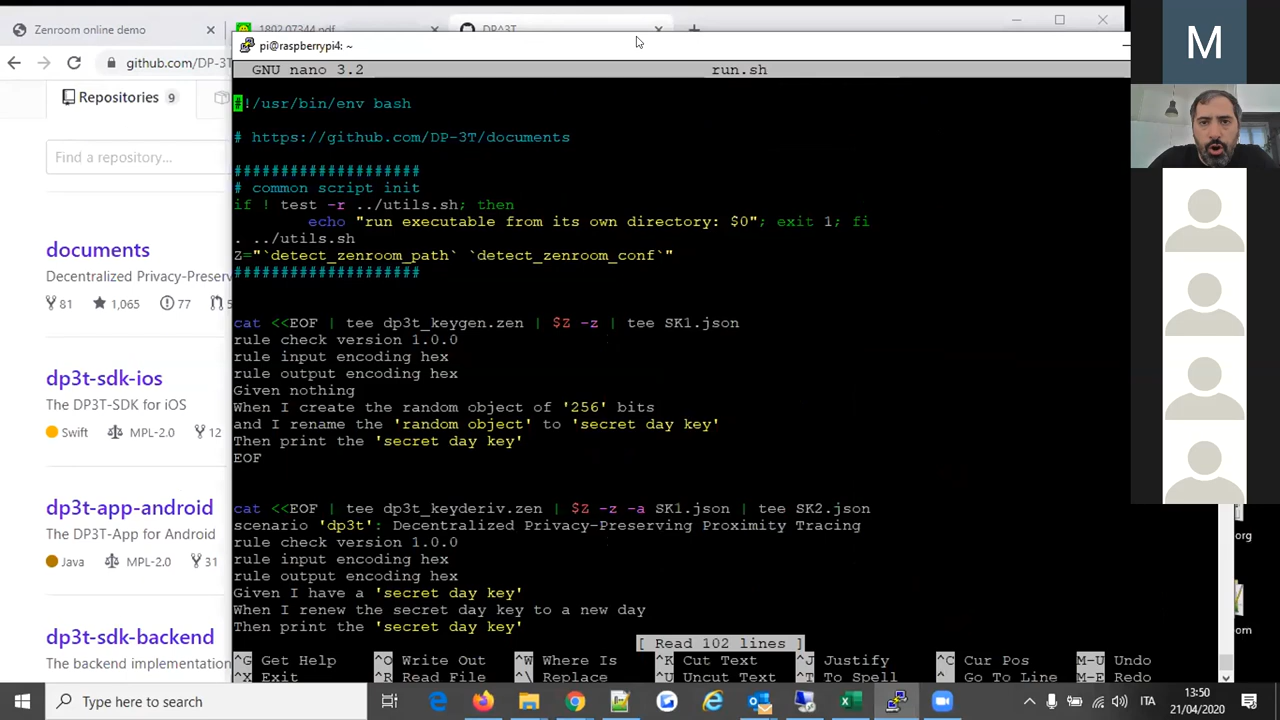 Zenroom online demo
1802.07344.pdf
DP^3T
M
pi@raspberrypi4: ~
github.com/DP-3T
GNU nano 3.2 run.sh
Repositories 9
Find a repository...
documents
Decentralized Privacy-Preserv
81 1,065 77 5
dp3t-sdk-ios
The DP3T-SDK for iOS
Swift MPL-2.0 12
dp3t-app-android
The DP3T-App for Android
Java MPL-2.0 31
dp3t-sdk-backend
The backend implementation
#!/usr/bin/env bash
# https://github.com/DP-3T/documents
####################
# common script init
if ! test -r ../utils.sh; then
echo "run executable from its own directory: $0"; exit 1; fi
. ../utils.sh
Z="`detect_zenroom_path` `detect_zenroom_conf`"
####################
cat <<EOF | tee dp3t_keygen.zen | $Z -z | tee SK1.json
rule check version 1.0.0
rule input encoding hex
rule output encoding hex
Given nothing
When I create the random object of '256' bits
and I rename the 'random object' to 'secret day key'
Then print the 'secret day key'
EOF
cat <<EOF | tee dp3t_keyderiv.zen | $Z -z -a SK1.json | tee SK2.json
scenario 'dp3t': Decentralized Privacy-Preserving Proximity Tracing
rule check version 1.0.0
rule input encoding hex
rule output encoding hex
Given I have a 'secret day key'
When I renew the secret day key to a new day
Then print the 'secret day key'
[ Read 102 lines ]
^G Get Help ^O Write Out ^W Where Is ^K Cut Text ^J Justify ^C Cur Pos M-U Undo
^X Exit ^R Read File ^\ Replace ^U Uncut Text ^T To Spell ^_ Go To Line M-E Redo
org
om
Type here to search
ITA
13:50
21/04/2020